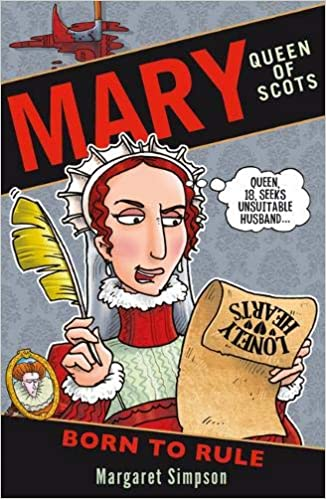 MARY
QUEEN
OF
SCOTS
QUEEN,
18, SEEKS
UNSUITABLE
HUSBAND...
LONELY
HEARTS
BORN TO RULE
Margaret Simpson